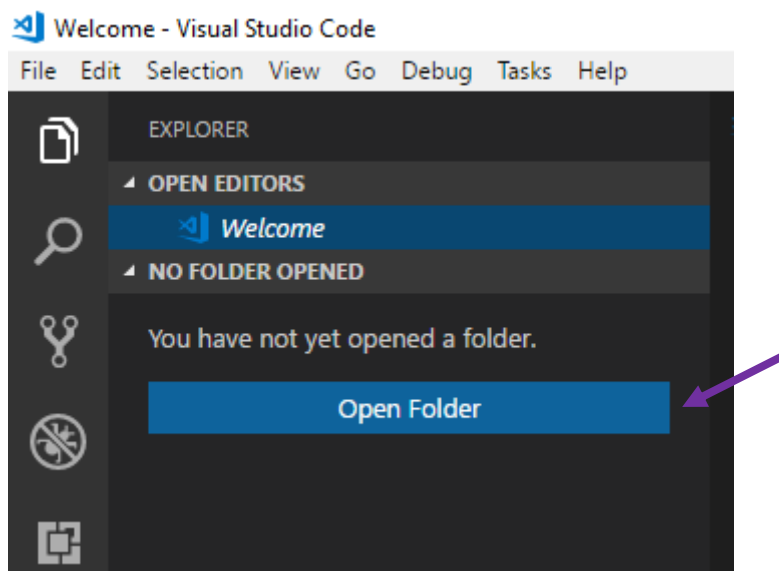 Welcome - Visual Studio Code
File Edit Selection View Go Debug Tasks Help
EXPLORER
OPEN EDITORS
Welcome
NO FOLDER OPENED
You have not yet opened a folder.
Open Folder